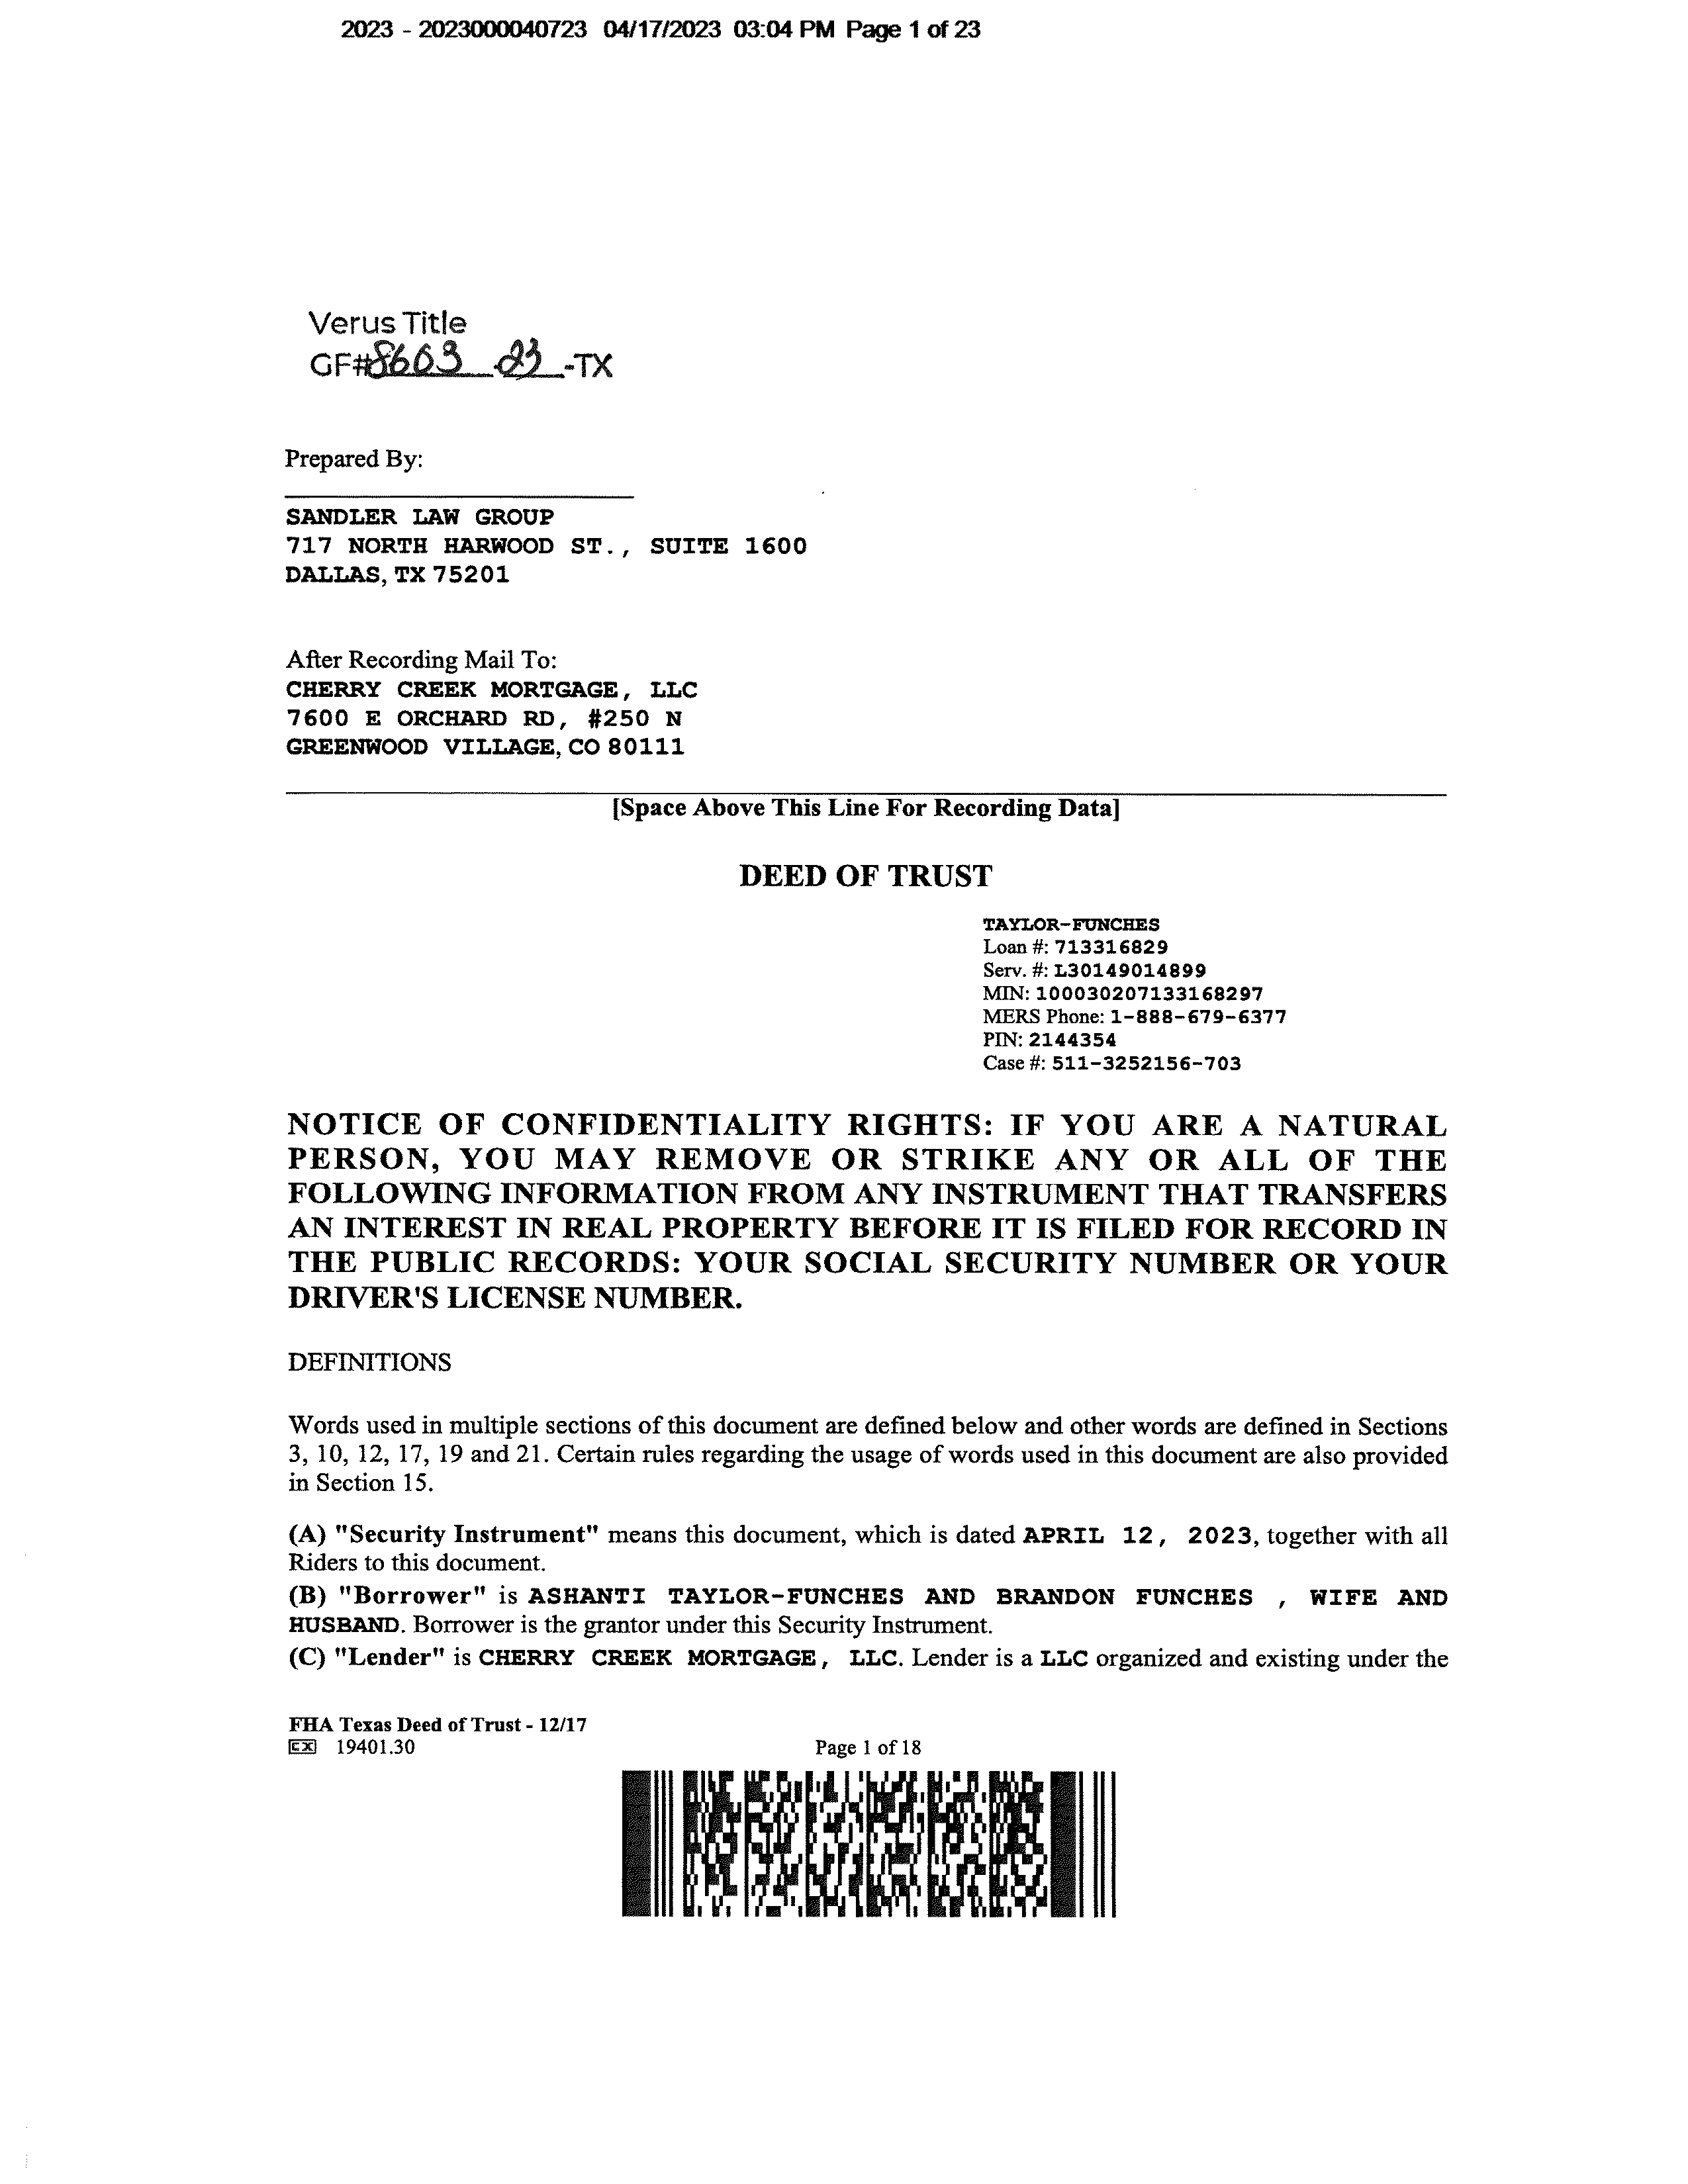 2023 - 2023000040723 04/17/2023 03:04 PM Page 1 of 23
Verus Title
GF#8663 23 -TX
Prepared By:
SANDLER LAW GROUP
717 NORTH HARWOOD ST., SUITE 1600
DALLAS, TX 75201
After Recording Mail To:
CHERRY CREEK MORTGAGE, LLC
7600 E ORCHARD RD, #250 N
GREENWOOD VILLAGE, CO 80111
[Space Above This Line For Recording Data]
DEED OF TRUST
TAYLOR-FUNCHES
Loan #: 713316829
Serv. #: L30149014899
MIN: 100030207133168297
MERS Phone: 1-888-679-6377
PIN: 2144354
Case #: 511-3252156-703
NOTICE OF CONFIDENTIALITY RIGHTS: IF YOU ARE A NATURAL
PERSON, YOU MAY REMOVE OR STRIKE ANY OR ALL OF THE
FOLLOWING INFORMATION FROM ANY INSTRUMENT THAT TRANSFERS
AN INTEREST IN REAL PROPERTY BEFORE IT IS FILED FOR RECORD IN
THE PUBLIC RECORDS: YOUR SOCIAL SECURITY NUMBER OR YOUR
DRIVER'S LICENSE NUMBER.
DEFINITIONS
Words used in multiple sections of this document are defined below and other words are defined in Sections
3, 10, 12, 17, 19 and 21. Certain rules regarding the usage of words used in this document are also provided
in Section 15.
(A) "Security Instrument" means this document, which is dated APRIL 12, 2023, together with all
Riders to this document.
(B) "Borrower" is ASHANTI TAYLOR-FUNCHES AND BRANDON FUNCHES , WIFE AND
HUSBAND. Borrower is the grantor under this Security Instrument.
(C) "Lender" is CHERRY CREEK MORTGAGE, LLC. Lender is a LLC organized and existing under the
FHA Texas Deed of Trust - 12/17
CX 19401.30 Page 1 of 18